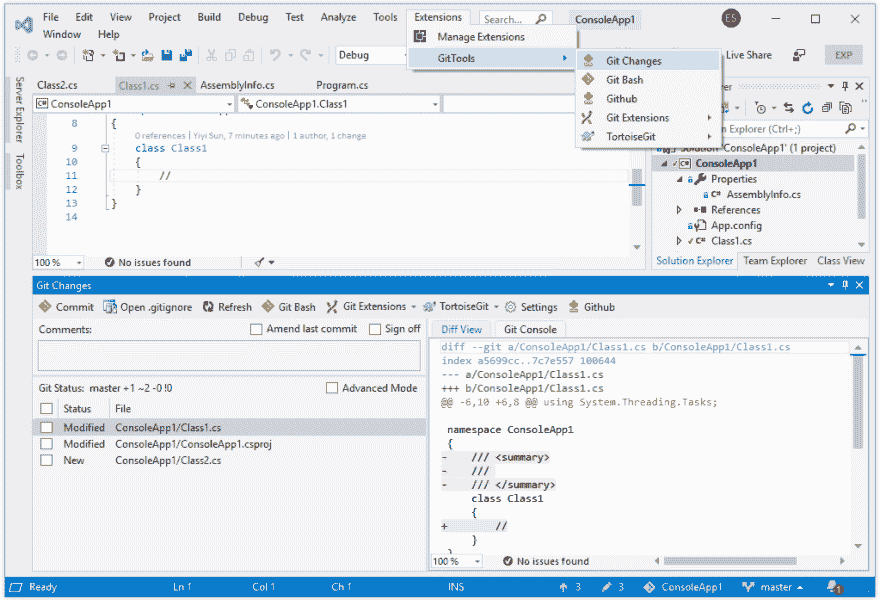 File Edit View Project Build Debug Test Analyze Tools Extensions Search... ConsoleApp1 ES
Window Help
Manage Extensions
GitTools
Debug
Live Share EXP
Git Changes
Git Bash
Github
Git Extensions
TortoiseGit
Server Explorer
Toolbox
Class2.cs Class1.cs AssemblyInfo.cs Program.cs
ConsoleApp1 ConsoleApp1.Class1
8 {
0 references | Yiyi Sun, 7 minutes ago | 1 author, 1 change
9 class Class1
10 {
11 //
12 }
13 }
14
100 % No issues found
Explorer (Ctrl+;)
Solution 'ConsoleApp1' (1 project)
ConsoleApp1
Properties
AssemblyInfo.cs
References
App.config
Class1.cs
Solution Explorer Team Explorer Class View
Git Changes
Commit Open .gitignore Refresh Git Bash Git Extensions TortoiseGit Settings Github
Comments: Amend last commit Sign off
Git Status: master +1 ~2 -0 !0 Advanced Mode
Status File
Modified ConsoleApp1/Class1.cs
Modified ConsoleApp1/ConsoleApp1.csproj
New ConsoleApp1/Class2.cs
Diff View Git Console
diff --git a/ConsoleApp1/Class1.cs b/ConsoleApp1/Class1.cs
index a5699cc..7c7e557 100644
--- a/ConsoleApp1/Class1.cs
+++ b/ConsoleApp1/Class1.cs
@@ -6,10 +6,8 @@ using System.Threading.Tasks;
namespace ConsoleApp1
{
- /// <summary>
- ///
- /// </summary>
class Class1
{
+ //
}
100 % No issues found
Ready Ln 1 Col 1 Ch 1 INS 3 3 ConsoleApp1 master 1